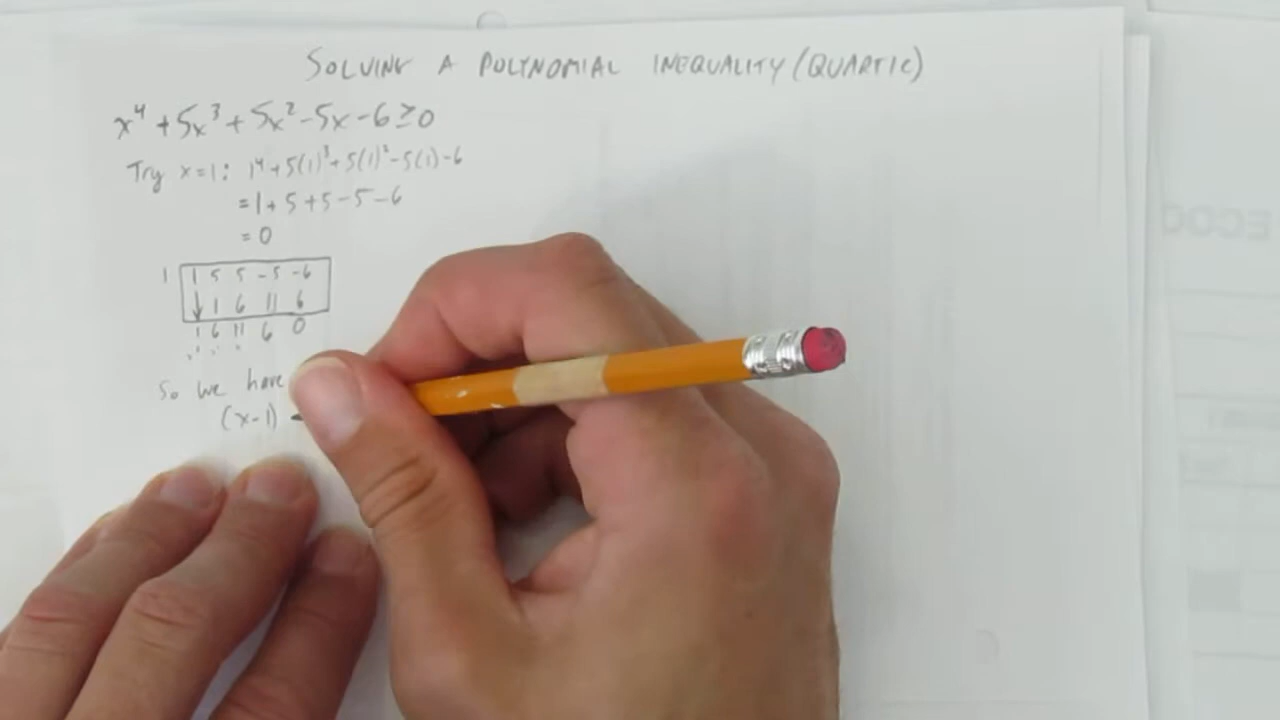 SOLVING A POLYNOMIAL INEQUALITY (QUARTIC)
x⁴ + 5x³ + 5x² - 5x - 6 ≥ 0
Try x = 1: 1⁴ + 5(1)³ + 5(1)² - 5(1) - 6
= 1 + 5 + 5 - 5 - 6
= 0
1 1 5 5 -5 -6
↓ 1 6 11 6
1 6 11 6 0
So we have
(x-1)